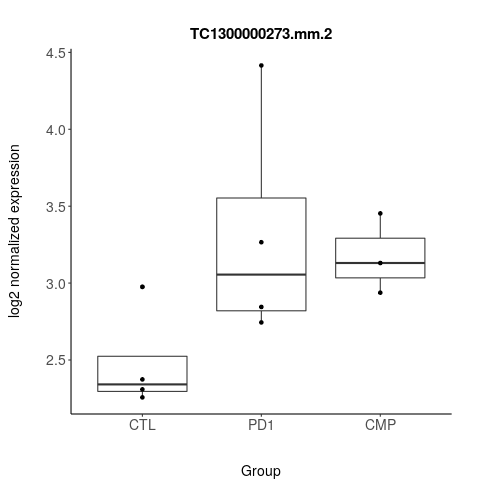 TC1300000273.mm.2
log2 normalized expression
4.5
4.0
3.5
3.0
2.5
CTL
PD1
CMP
Group